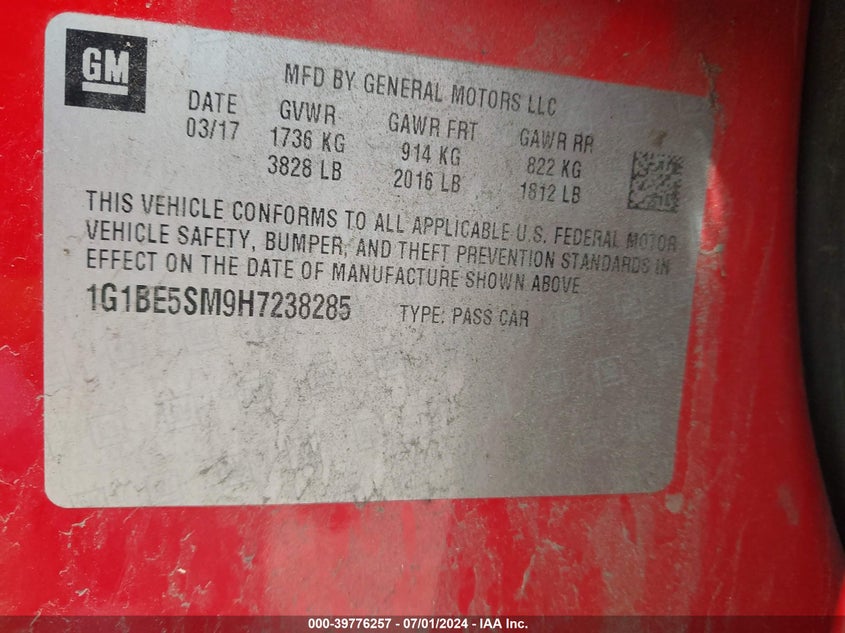 GM
MFD BY GENERAL MOTORS LLC
DATE GVWR GAWR FRT GAWR RR
03/17 1736 KG 914 KG 822 KG
3828 LB 2016 LB 1812 LB
THIS VEHICLE CONFORMS TO ALL APPLICABLE U.S. FEDERAL MOTOR
VEHICLE SAFETY, BUMPER, AND THEFT PREVENTION STANDARDS IN
EFFECT ON THE DATE OF MANUFACTURE SHOWN ABOVE
1G1BE5SM9H7238285 TYPE: PASS CAR
000-39776257 - 07/01/2024 - IAA Inc.